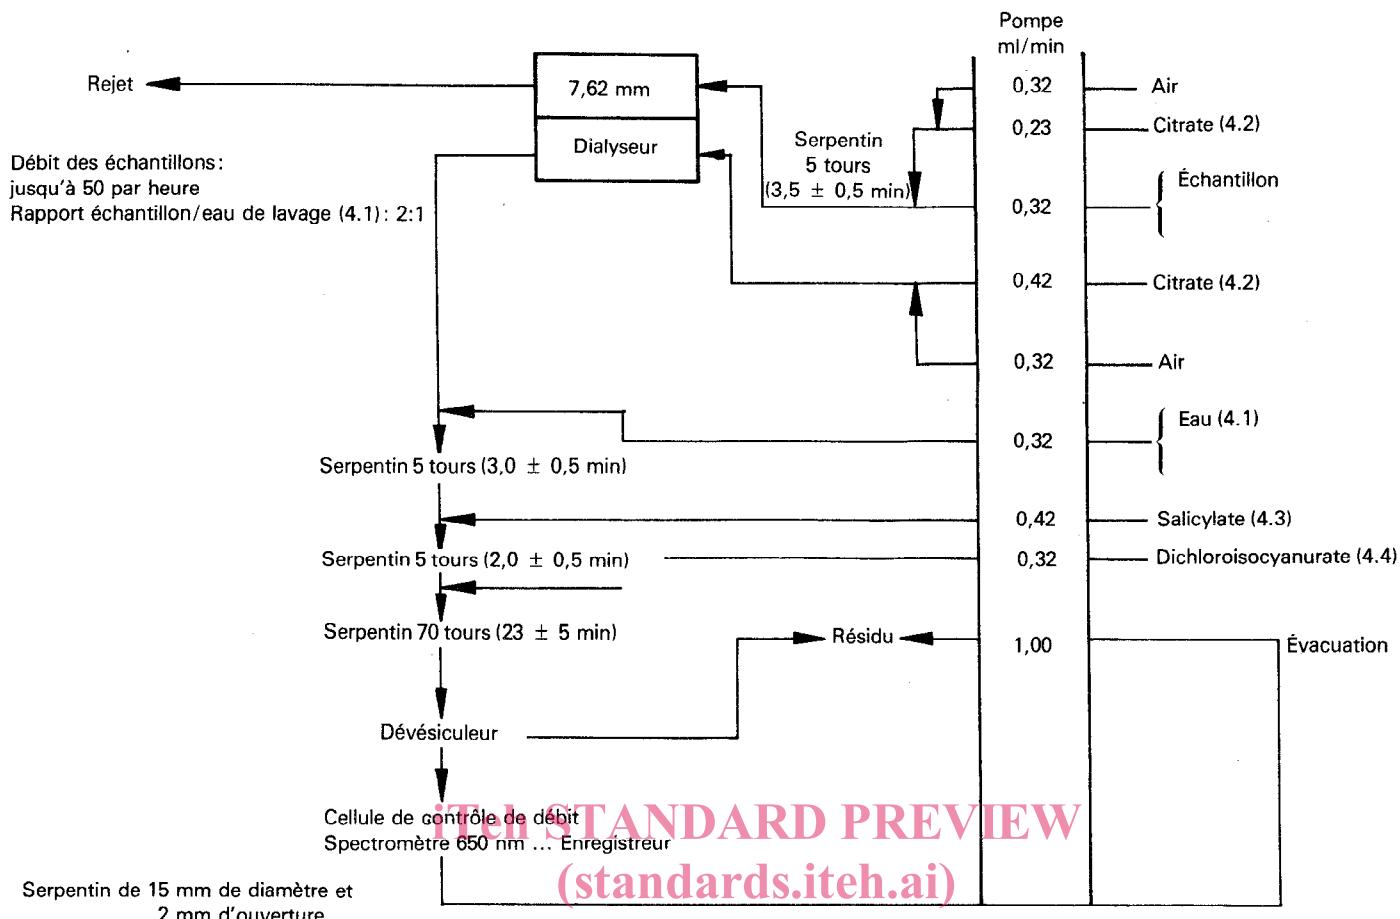 Pompe
ml/min
Rejet
7,62 mm
0,32
Air
0,23
Citrate (4.2)
Dialyseur
Serpentin
5 tours
(3,5 ± 0,5 min)
Débit des échantillons:
jusqu'à 50 par heure
Rapport échantillon/eau de lavage (4.1): 2:1
0,32
Échantillon
0,42
Citrate (4.2)
0,32
Air
0,32
Eau (4.1)
Serpentin 5 tours (3,0 ± 0,5 min)
0,42
Salicylate (4.3)
Serpentin 5 tours (2,0 ± 0,5 min)
0,32
Dichloroisocyanurate (4.4)
Serpentin 70 tours (23 ± 5 min)
Résidu
1,00
Évacuation
Dévésiculeur
Cellule de contrôle de débit
Spectromètre 650 nm ... Enregistreur
iTeh STANDARD PREVIEW
(standards.iteh.ai)
Serpentin de 15 mm de diamètre et
2 mm d'ouverture